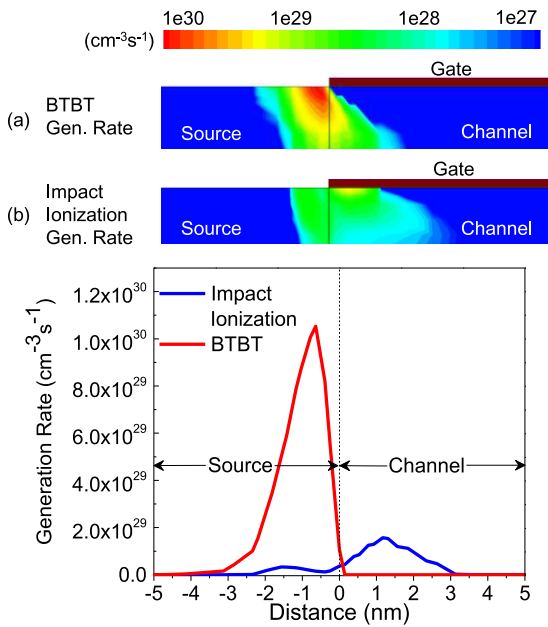 1e30 1e29 1e28 1e27
(cm⁻³s⁻¹)
Gate
(a) BTBT
Gen. Rate
Source Channel
Gate
(b) Impact
Ionization
Gen. Rate
Source Channel
Generation Rate (cm⁻³s⁻¹)
1.2x10³⁰
1.0x10³⁰
8.0x10²⁹
6.0x10²⁹
4.0x10²⁹
2.0x10²⁹
0.0
Impact
Ionization
BTBT
Source Channel
-5 -4 -3 -2 -1 0 1 2 3 4 5
Distance (nm)